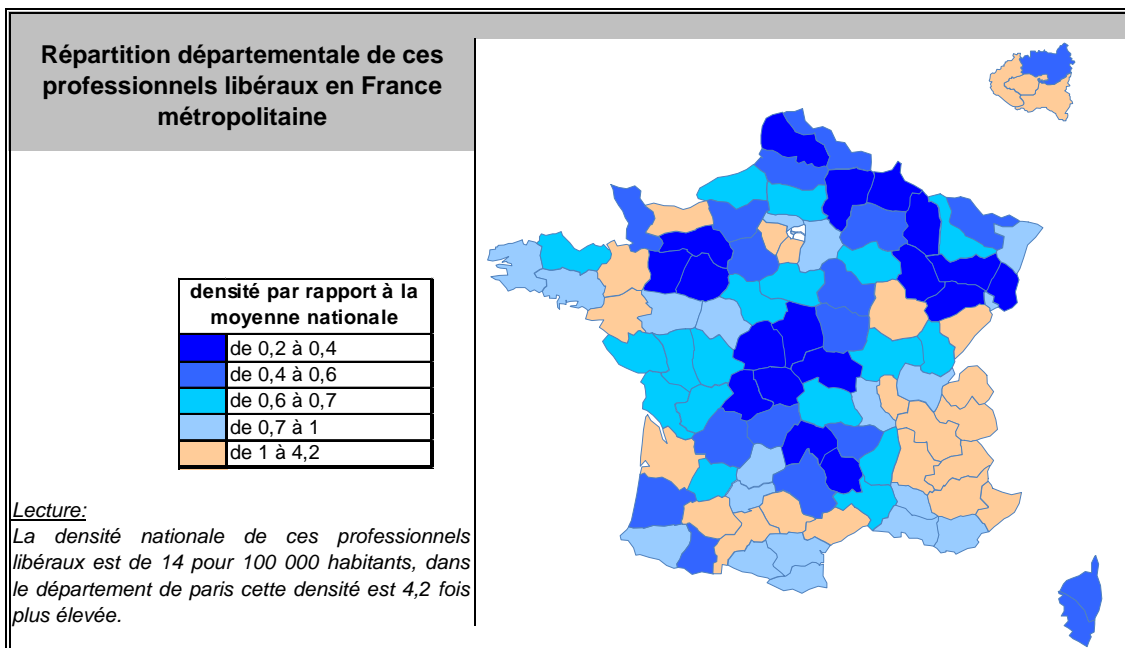 Répartition départementale de ces
professionnels libéraux en France
métropolitaine
densité par rapport à la
moyenne nationale
de 0,2 à 0,4
de 0,4 à 0,6
de 0,6 à 0,7
de 0,7 à 1
de 1 à 4,2
Lecture:
La densité nationale de ces professionnels
libéraux est de 14 pour 100 000 habitants, dans
le département de paris cette densité est 4,2 fois
plus élevée.